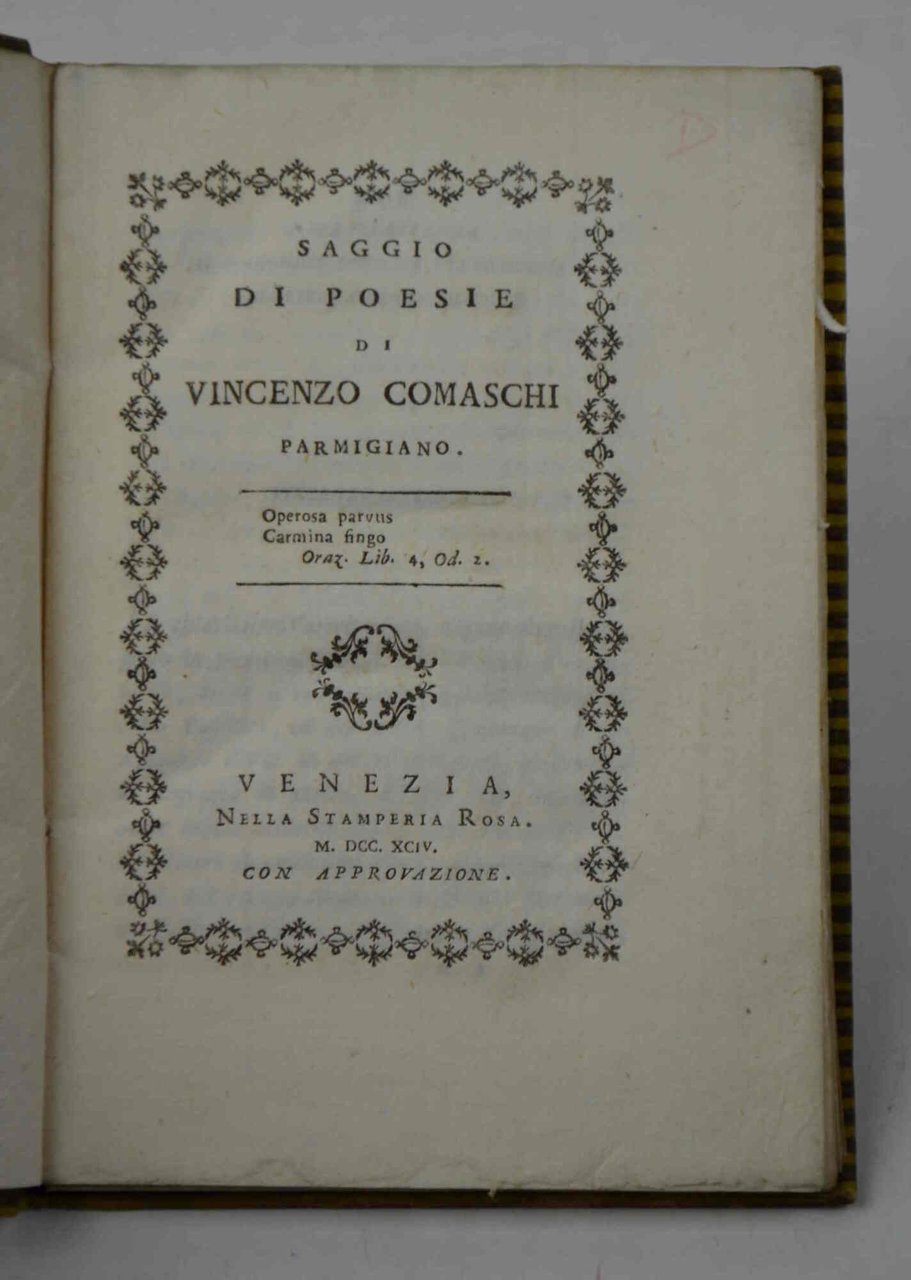 SAGGIO
DI POESIE
DI
VINCENZO COMASCHI
PARMIGIANO.
Operosa parvus
Carmina fingo
Oraz. Lib. 4, Od. 2.
VENEZIA,
NELLA STAMPERIA ROSA.
M. DCC. XCIV.
CON APPROVAZIONE.